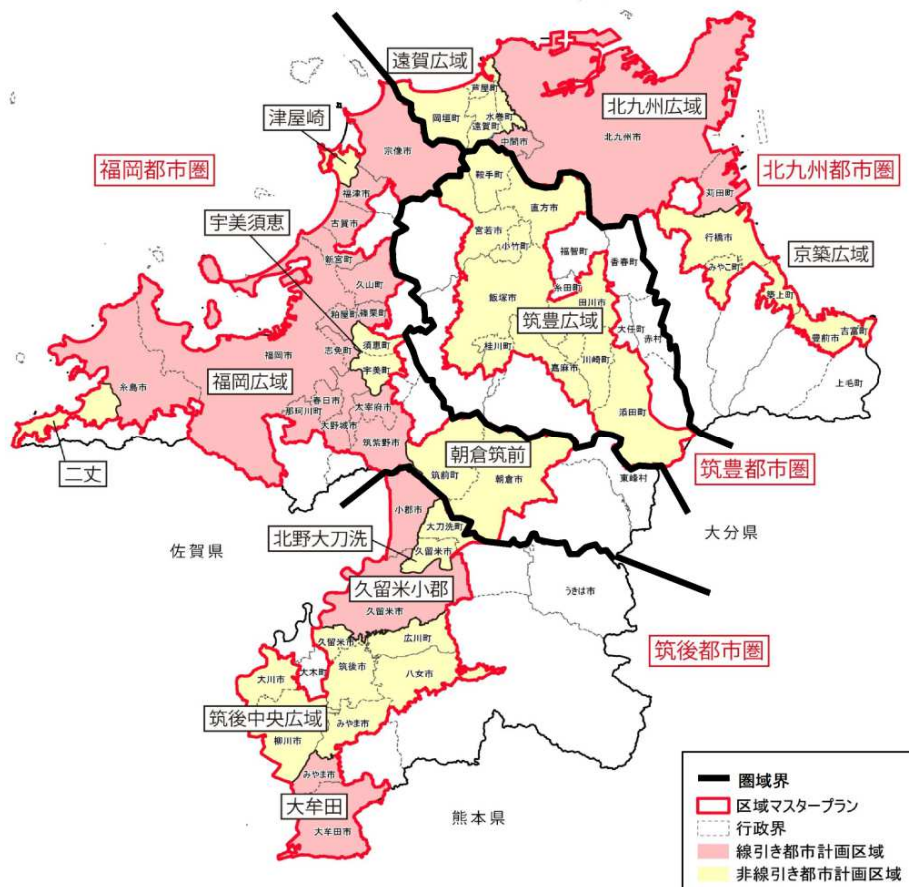 遠賀広域
芦屋町
岡垣町
水巻町
遠賀町
中間市
北九州広域
北九州市
津屋崎
宗像市
福岡都市圏
北九州都市圏
鞍手町
苅田町
福津市
直方市
古賀市
宇美須恵
宮若市
小竹町
福智町
香春町
行橋市
みやこ町
京築広域
新宮町
久山町
糸田町
田川市
築上町
飯塚市
筑豊広域
粕屋町
篠栗町
大任町
赤村
吉富町
豊前市
須恵町
福岡市
志免町
桂川町
川崎町
嘉麻市
上毛町
糸島市
福岡広域
宇美町
春日市
太宰府市
那珂川町
大野城市
添田町
筑紫野市
二丈
朝倉筑前
筑前町
朝倉市
筑豊都市圏
東峰村
小郡市
大刀洗町
大分県
佐賀県
北野大刀洗
久留米市
久留米小郡
久留米市
うきは市
久留米市
広川町
筑後都市圏
筑後市
大川市
大木町
八女市
筑後中央広域
柳川市
みやま市
みやま市
大牟田
大牟田市
熊本県
圏域界
区域マスタープラン
行政界
線引き都市計画区域
非線引き都市計画区域